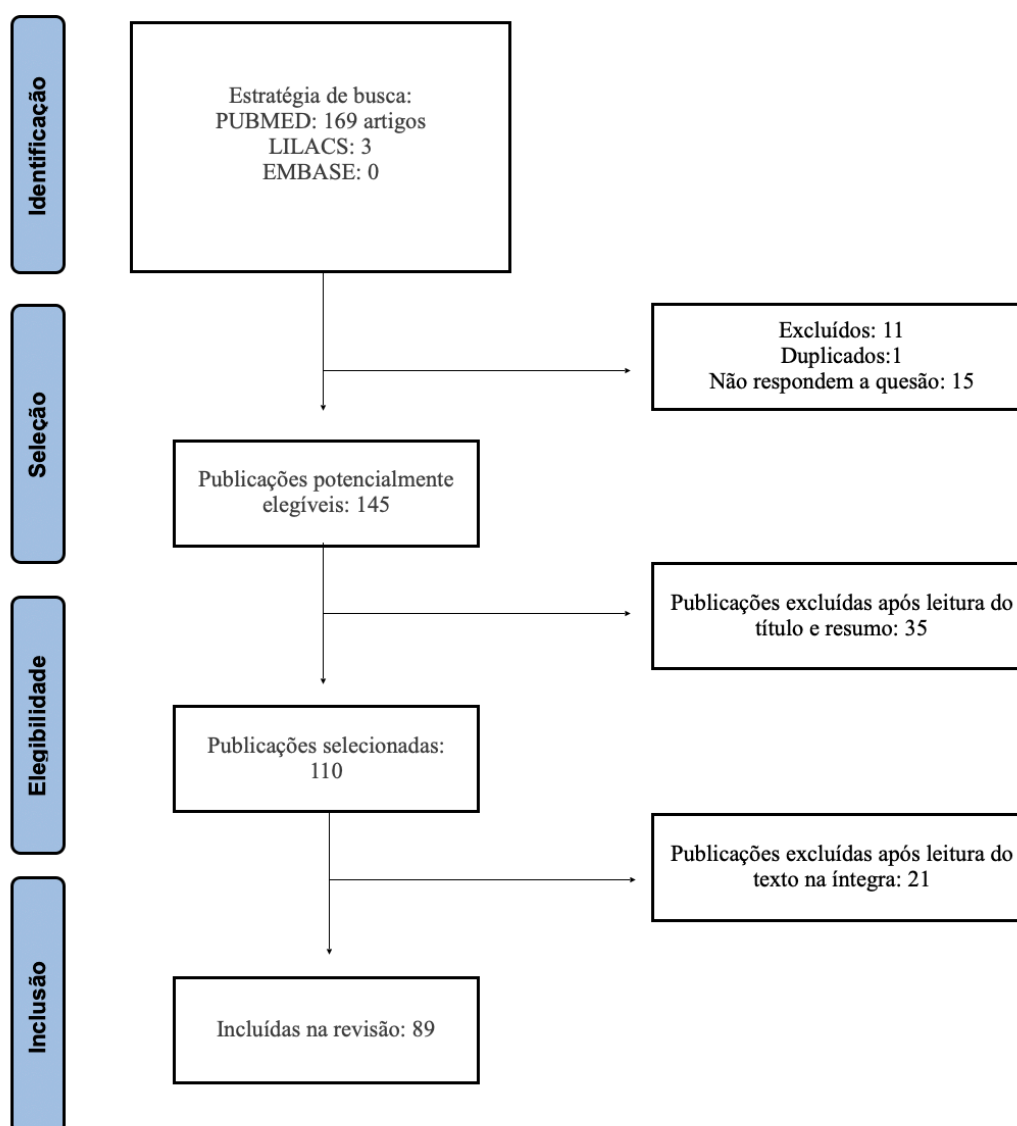 Identificação
Estratégia de busca:
PUBMED: 169 artigos
LILACS: 3
EMBASE: 0
Seleção
Excluídos: 11
Duplicados:1
Não respondem a quesão: 15
Publicações potencialmente
elegíveis: 145
Elegibilidade
Publicações excluídas após leitura do
título e resumo: 35
Publicações selecionadas:
110
Publicações excluídas após leitura do
texto na íntegra: 21
Inclusão
Incluídas na revisão: 89